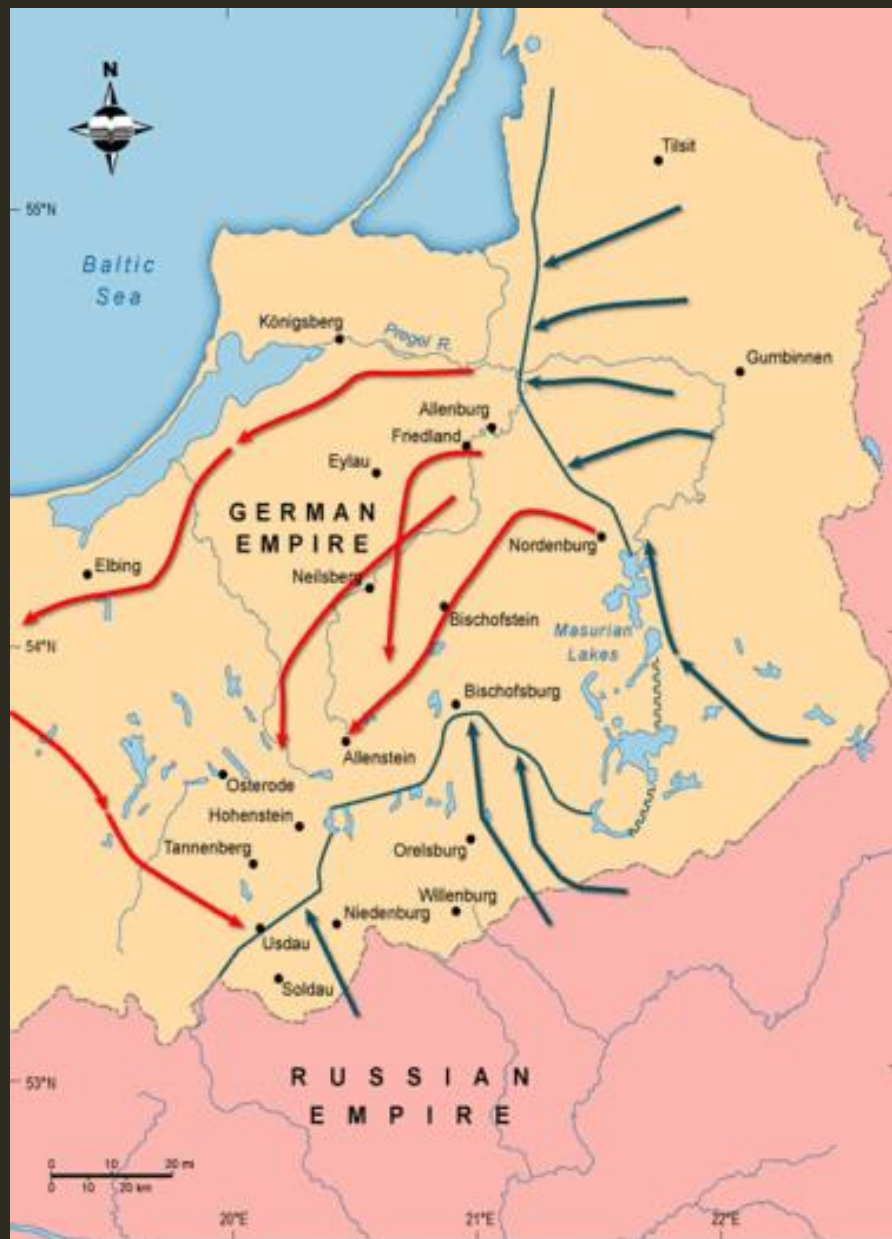 N
Tilsit
55°N
Baltic
Sea
Königsberg
Pregel R.
Gumbinnen
Allenburg
Friedland
Eylau
GERMAN
EMPIRE
Nordenburg
Elbing
Neilsberg
Bischofstein
Masurian
Lakes
54°N
Bischofsburg
Allenstein
Osterode
Hohenstein
Tannenberg
Orelsburg
Willenburg
Niedenburg
Usdau
Soldau
RUSSIAN
EMPIRE
53°N
0 10 20 mi
0 10 20 km
20°E 21°E 22°E